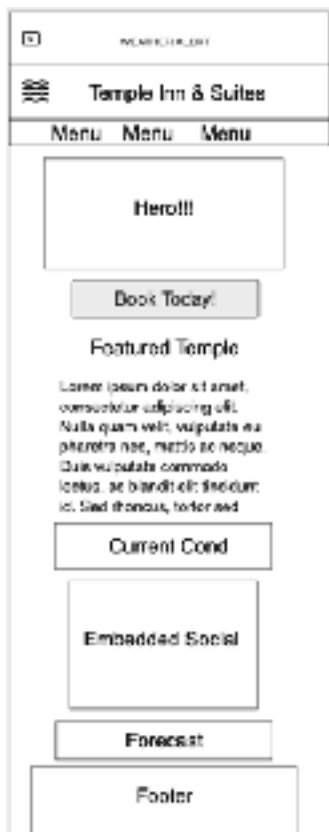 WEATHER ALERT
Temple Inn & Suites
Menu Menu Menu
Hero!!!
Book Today!
Featured Temple
Lorem ipsum dolor sit amet,
consectetur adipiscing elit.
Nulla quam velit, vulputate eu
pharetra nec, mattis ac neque.
Duis vulputate commodo
lectus, ac blandit elit tincidunt
id. Sed rhoncus, tortor sed
Current Cond
Embedded Social
Forecast
Footer